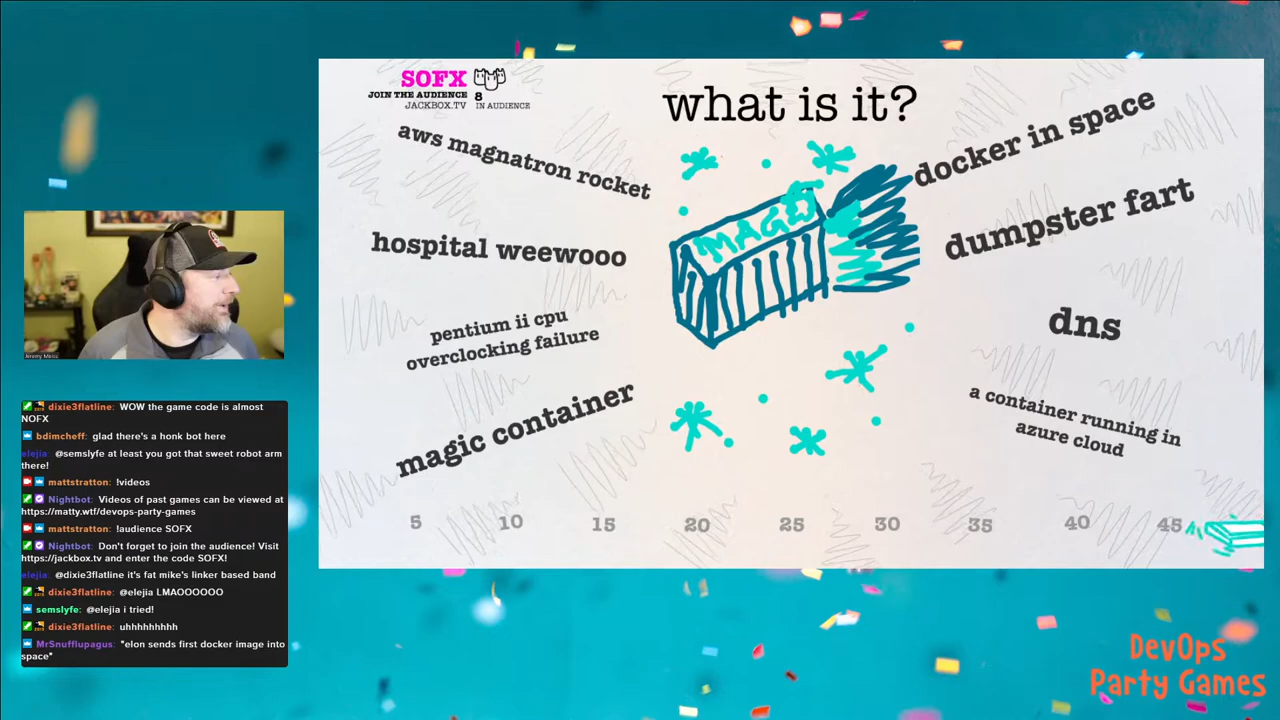 SOFX
JOIN THE AUDIENCE
JACKBOX.TV
8
IN AUDIENCE
what is it?
aws magnatron rocket
docker in space
hospital weewooo
dumpster fart
IMAGE
pentium ii cpu
overclocking failure
dns
magic container
a container running in
azure cloud
5 10 15 20 25 30 35 40 45
Jeremy Meiss
dixie3flatline: WOW the game code is almost
NOFX
bdimcheff: glad there's a honk bot here
elejia: @semslyfe at least you got that sweet robot arm
there!
mattstratton: !videos
Nightbot: Videos of past games can be viewed at
https://matty.wtf/devops-party-games
mattstratton: !audience SOFX
Nightbot: Don't forget to join the audience! Visit
https://jackbox.tv and enter the code SOFX!
elejia: @dixie3flatline it's fat mike's linker based band
dixie3flatline: @elejia LMAOOOOOO
semslyfe: @elejia i tried!
dixie3flatline: uhhhhhhhhh
MrSnufflupagus: "elon sends first docker image into
space"
DevOps
Party Games